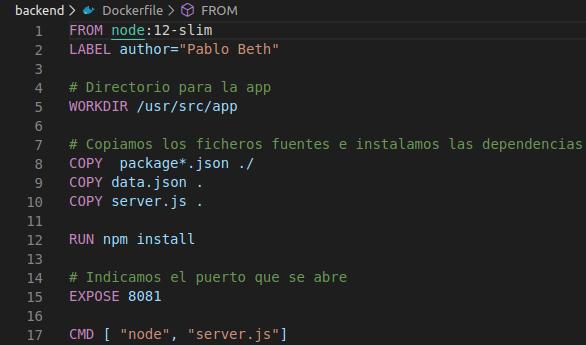 backend > Dockerfile > FROM
1 FROM node:12-slim
2 LABEL author="Pablo Beth"
3
4 # Directorio para la app
5 WORKDIR /usr/src/app
6
7 # Copiamos los ficheros fuentes e instalamos las dependencias
8 COPY  package*.json ./
9 COPY data.json .
10 COPY server.js .
11
12 RUN npm install
13
14 # Indicamos el puerto que se abre
15 EXPOSE 8081
16
17 CMD [ "node", "server.js"]